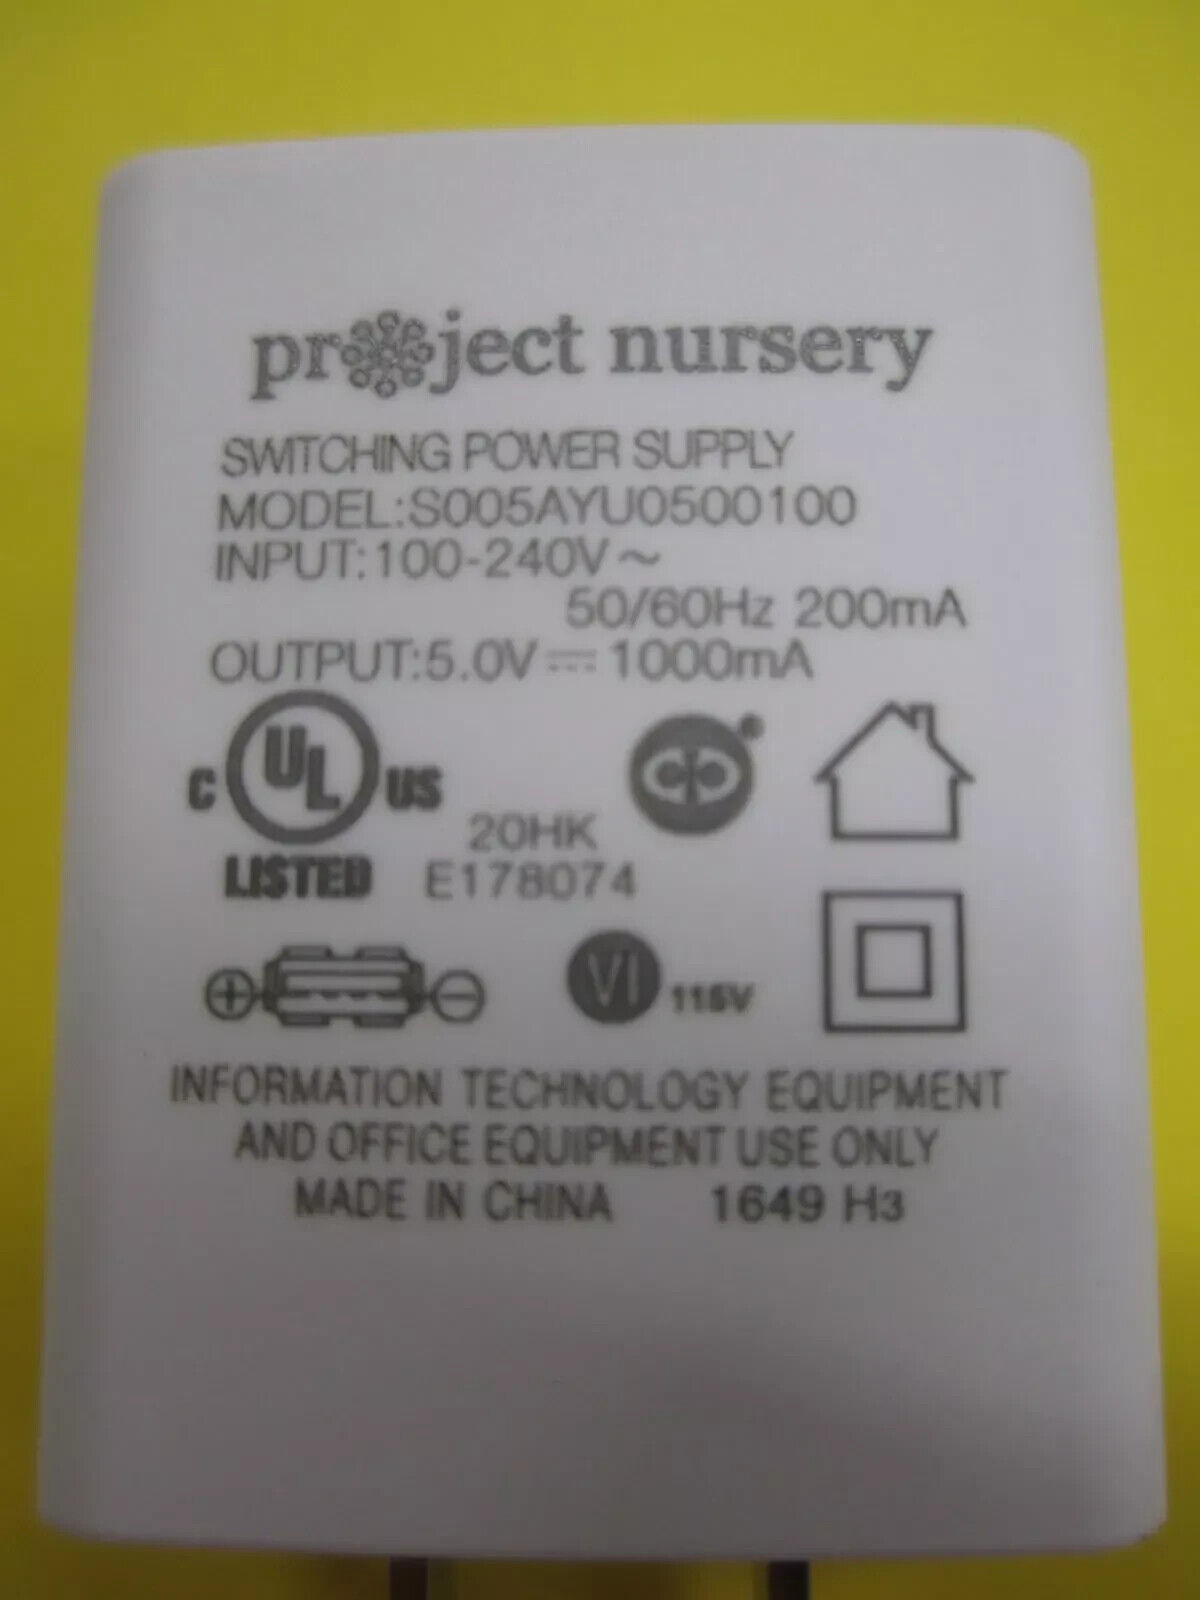 project nursery
SWITCHING POWER SUPPLY
MODEL:S005AYU0500100
INPUT:100-240V~
50/60Hz 200mA
OUTPUT:5.0V⎓1000mA
C UL US
LISTED
20HK
E178074
VI 115V
INFORMATION TECHNOLOGY EQUIPMENT
AND OFFICE EQUIPMENT USE ONLY
MADE IN CHINA 1649 H3